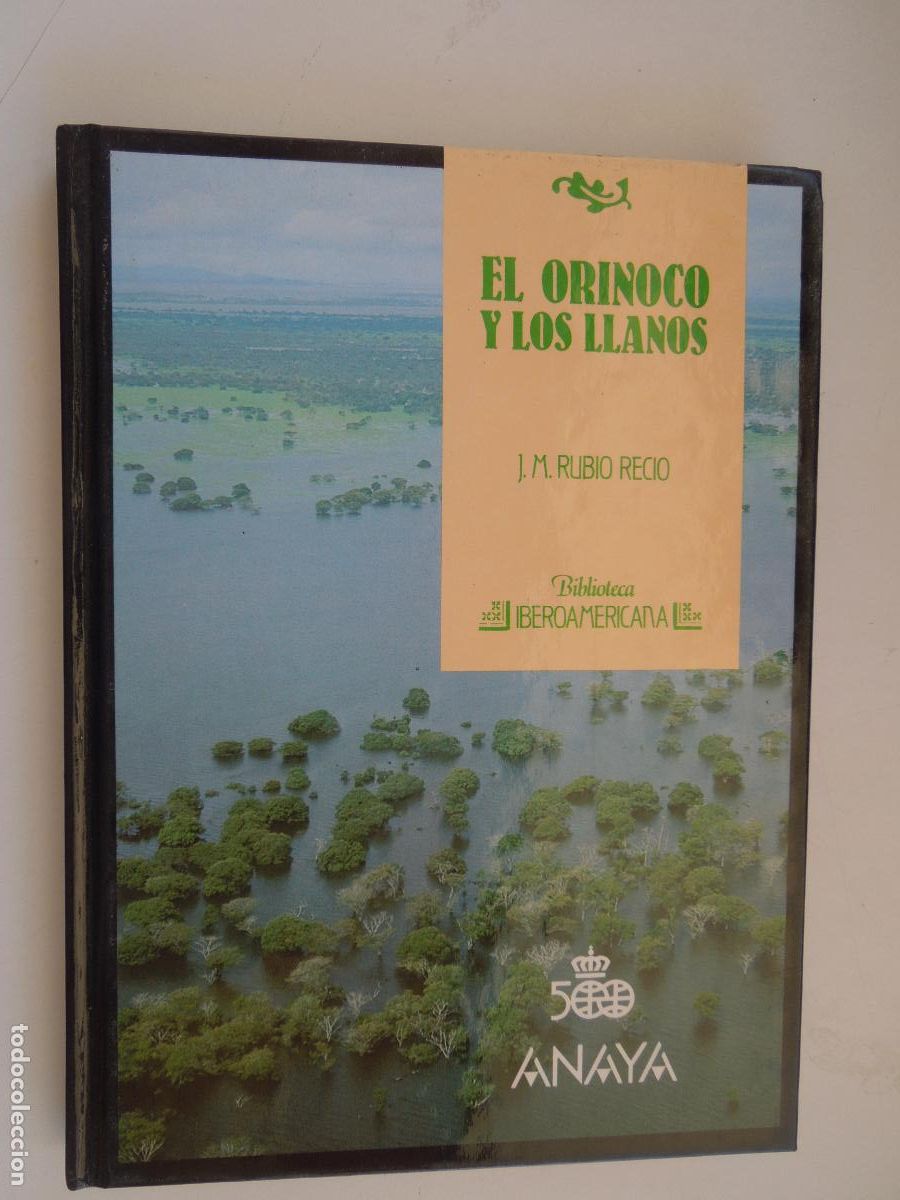 EL ORINOCO
Y LOS LLANOS
J. M. RUBIO RECIO
Biblioteca
IBEROAMERICANA
500
ANAYA
todocoleccion